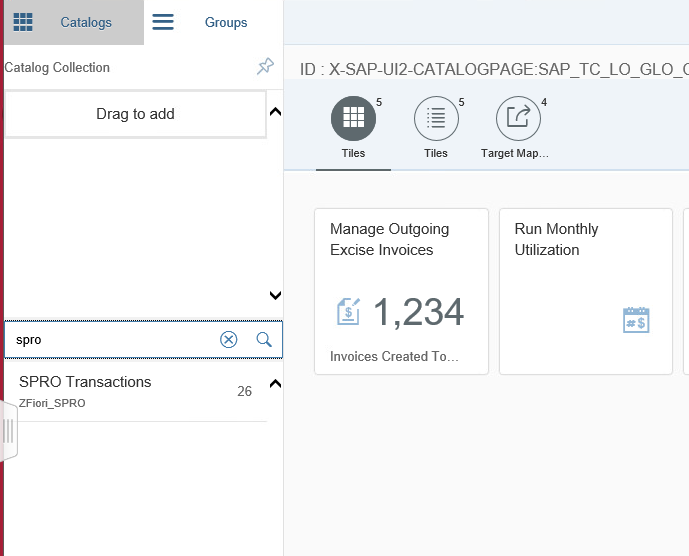 Catalogs
Groups
Catalog Collection
Drag to add
spro
SPRO Transactions
26
ZFiori_SPRO
ID : X-SAP-UI2-CATALOGPAGE:SAP_TC_LO_GLO_
5
5
4
Tiles
Tiles
Target Map...
Manage Outgoing
Excise Invoices
$
1,234
Invoices Created To...
Run Monthly
Utilization
#$